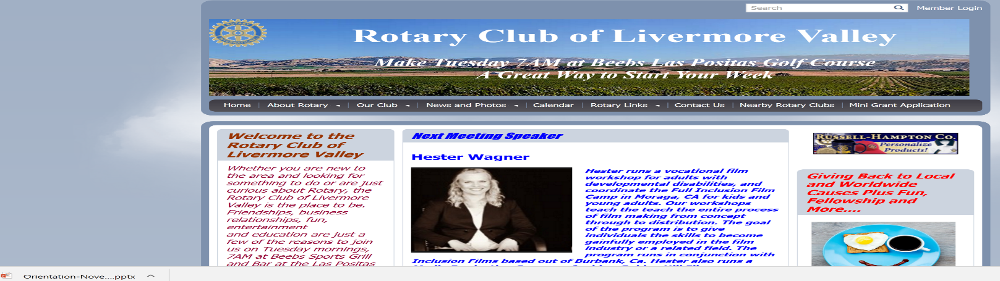 Search
Member Login
Rotary Club of Livermore Valley
Make Tuesday 7AM at Beebs Las Positas Golf Course
A Great Way to Start Your Week
Home | About Rotary | Our Club | News and Photos | Calendar | Rotary Links | Contact Us | Nearby Rotary Clubs | Mini Grant Application
Welcome to the
Rotary Club of
Livermore Valley
Whether you are new to
the area and looking for
something to do or are just
curious about Rotary, the
Rotary Club of Livermore
Valley is the place to be.
Friendships, business
relationships, fun,
entertainment
and education are just a
few of the reasons to join
us on Tuesday mornings,
7AM at Beebs Sports Grill
and Bar at the Las Positas
Next Meeting Speaker
Hester Wagner
Hester runs a vocational film
workshop for adults with
developmental disabilities, and
coordinate the Full Inclusion Film
Camp in Moraga, CA for kids and
young adults. Our workshops
teach the teach the entire process
of film making from concept
through to distribution. The goal
of the program is to give
individuals the skills to become
gainfully employed in the film
industry or a related field. The
program runs in conjunction with
Inclusion Films based out of Burbank, Ca. Hester also runs a
Russell-Hampton Co.
Personalize
Products!
Giving Back to Local
and Worldwide
Causes Plus Fun,
Fellowship and
More....
Orientation-Nove....pptx